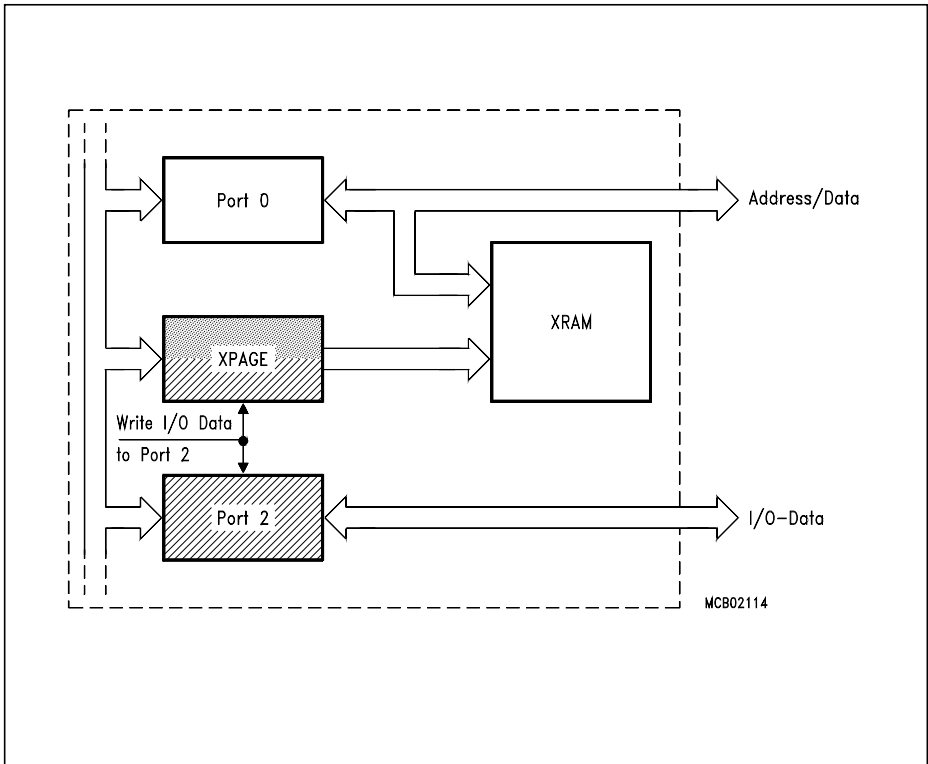 Port 0
Address/Data
XRAM
XPAGE
Write I/O Data
to Port 2
Port 2
I/O-Data
MCB02114